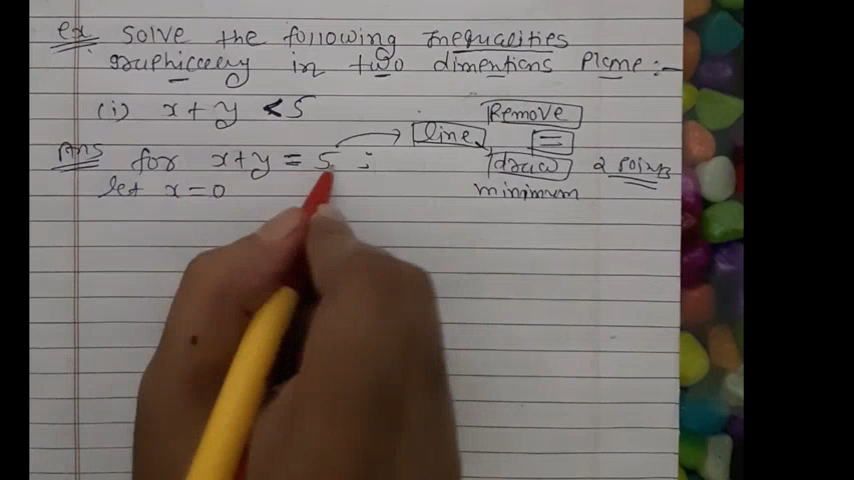 ex Solve the following Inequalities
graphically in two dimentions Plane :-
(i) x + y < 5
Remove
line =
Ans for x+y = 5 ; draw 2 Points
let x = 0 minimum